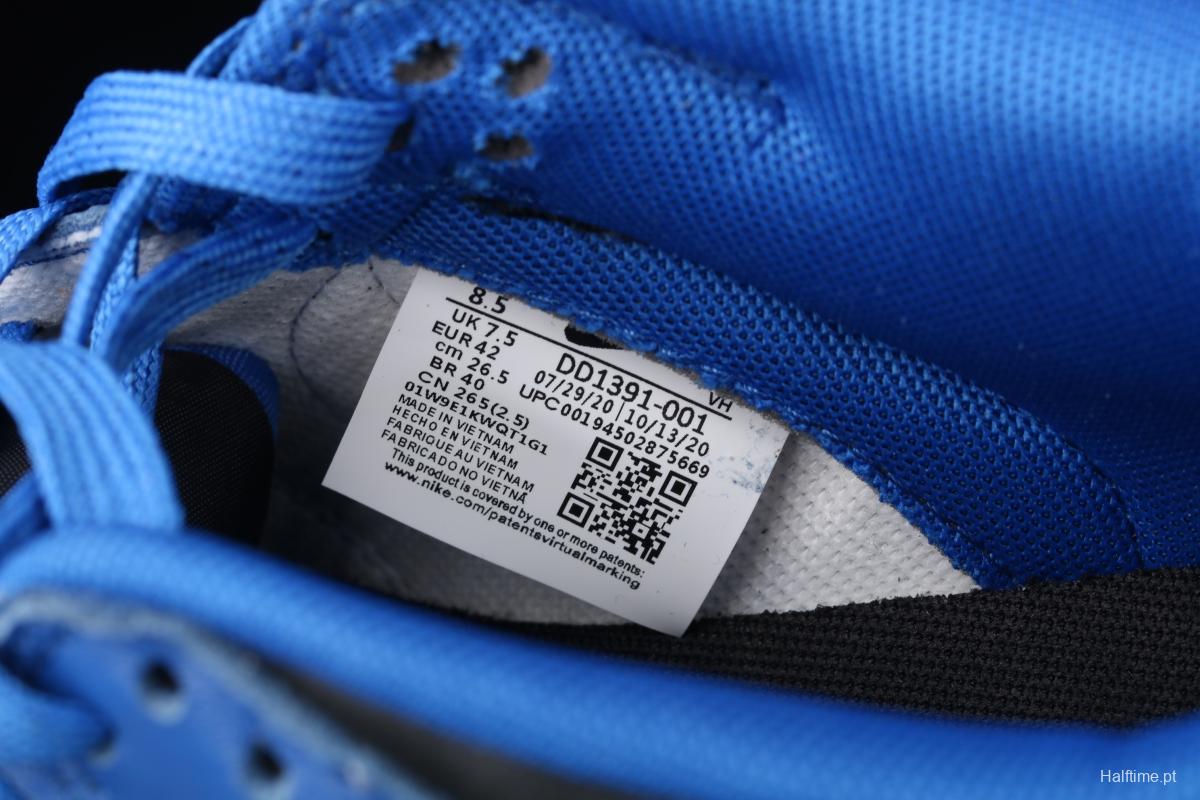 8.5
UK 7.5
EUR 42
cm 26.5
BR 40
CN 265(2.5)
01W9E1KWQT1G1
VH
DD1391-001
07/29/20 | 10/13/20
UPC00194502875669
MADE IN VIETNAM
HECHO EN VIETNAM
FABRIQUE AU VIETNAM
FABRICADO NO VIETNÃ
This product is covered by one or more patents:
www.nike.com/patentsvirtualmarking
Halftime.pt